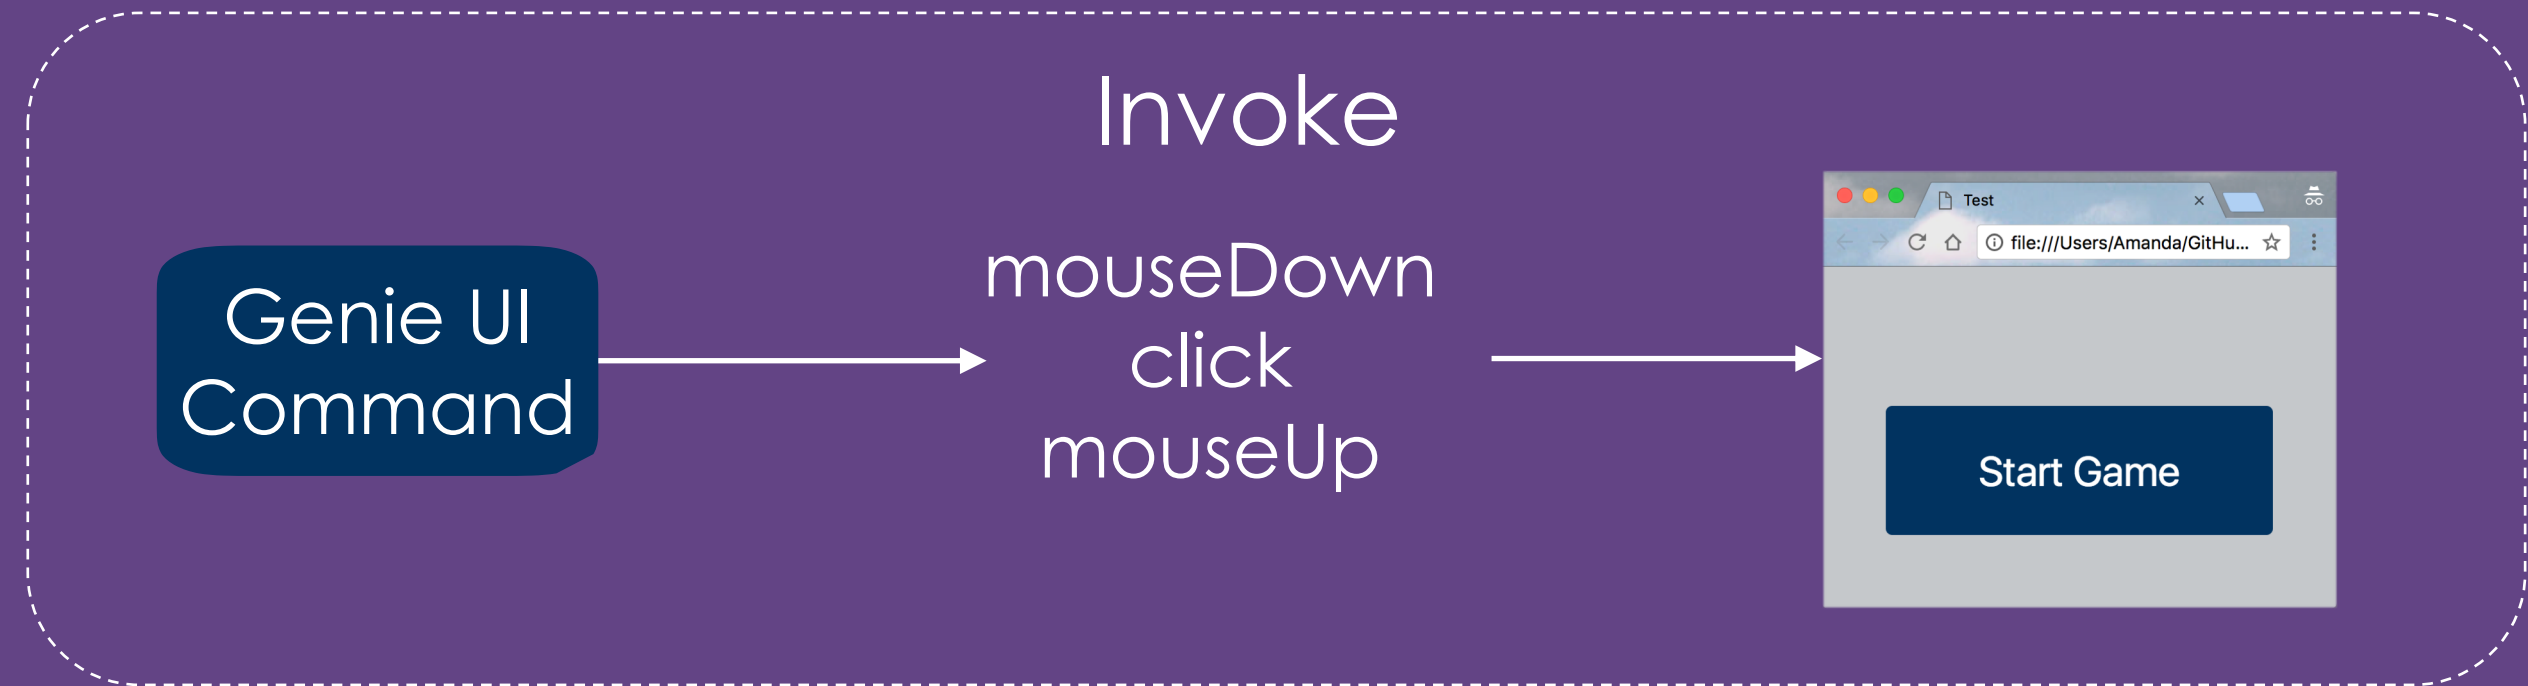 Invoke
Genie UI
Command
mouseDown
click
mouseUp
Test
file:///Users/Amanda/GitHu...
Start Game